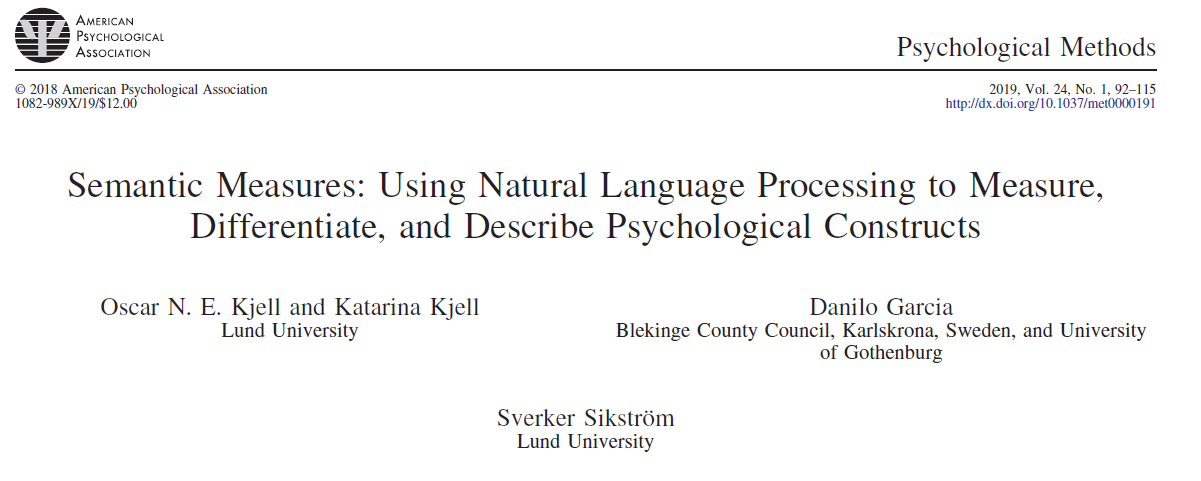 AMERICAN
PSYCHOLOGICAL
ASSOCIATION
Psychological Methods
© 2018 American Psychological Association
1082-989X/19/$12.00
2019, Vol. 24, No. 1, 92–115
http://dx.doi.org/10.1037/met0000191
Semantic Measures: Using Natural Language Processing to Measure,
Differentiate, and Describe Psychological Constructs
Oscar N. E. Kjell and Katarina Kjell
Lund University
Danilo Garcia
Blekinge County Council, Karlskrona, Sweden, and University
of Gothenburg
Sverker Sikström
Lund University